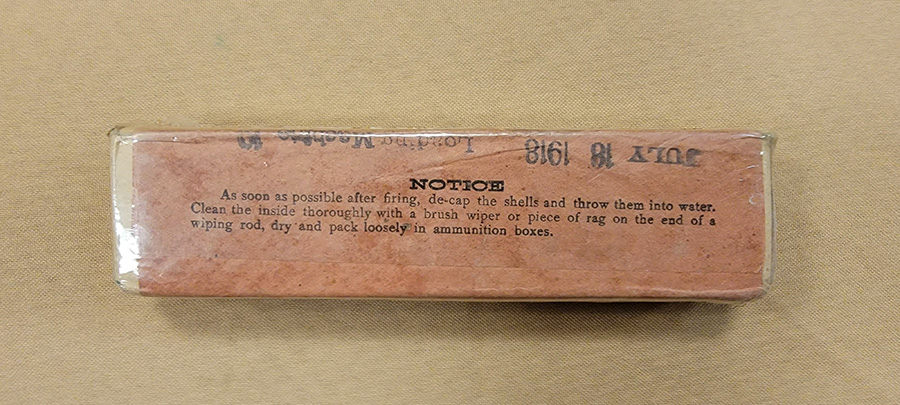 Loading Machine
JULY 18 1918
NOTICE
As soon as possible after firing, de-cap the shells and throw them into water.
Clean the inside thoroughly with a brush wiper or piece of rag on the end of a
wiping rod, dry and pack loosely in ammunition boxes.